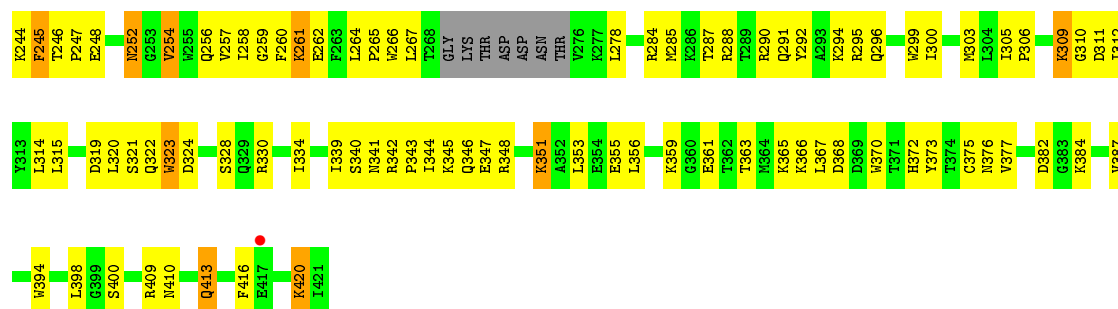 K244 F245 T246 P247 E248 N252 G253 V254 W255 Q256 V257 I258 G259 F260 K261 E262 F263 L264 P265 W266 L267 T268 GLY LYS THR ASP ASP ASN THR V276 K277 L278 R284 M285 K286 T287 R288 T289 R290 Q291 Y292 A293 K294 R295 Q296 W299 I300 M303 L304 I305 P306 K309 G310 D311 I312
Y313 L314 L315 D319 L320 S321 Q322 W323 D324 S328 Q329 R330 I334 I339 S340 N341 R342 P343 I344 K345 Q346 E347 R348 K351 A352 L353 E354 E355 L356 K359 G360 E361 T362 T363 M364 K365 K366 L367 D368 D369 W370 T371 H372 Y373 T374 C375 N376 V377 D382 G383 K384 V387
W394 L398 G399 S400 R409 N410 Q413 F416 E417 K420 I421